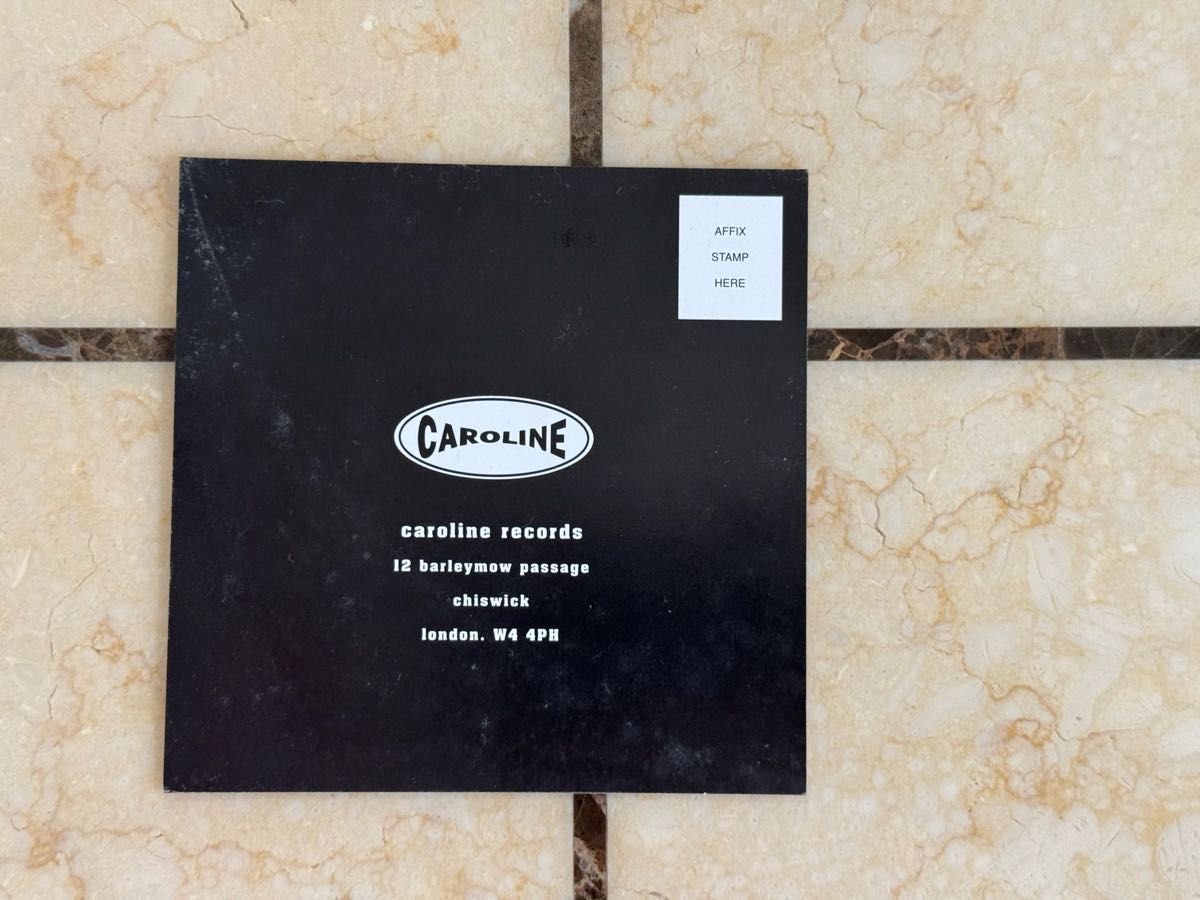 AFFIX
STAMP
HERE
CAROLINE
caroline records
12 barleymow passage
chiswick
london. W4 4PH